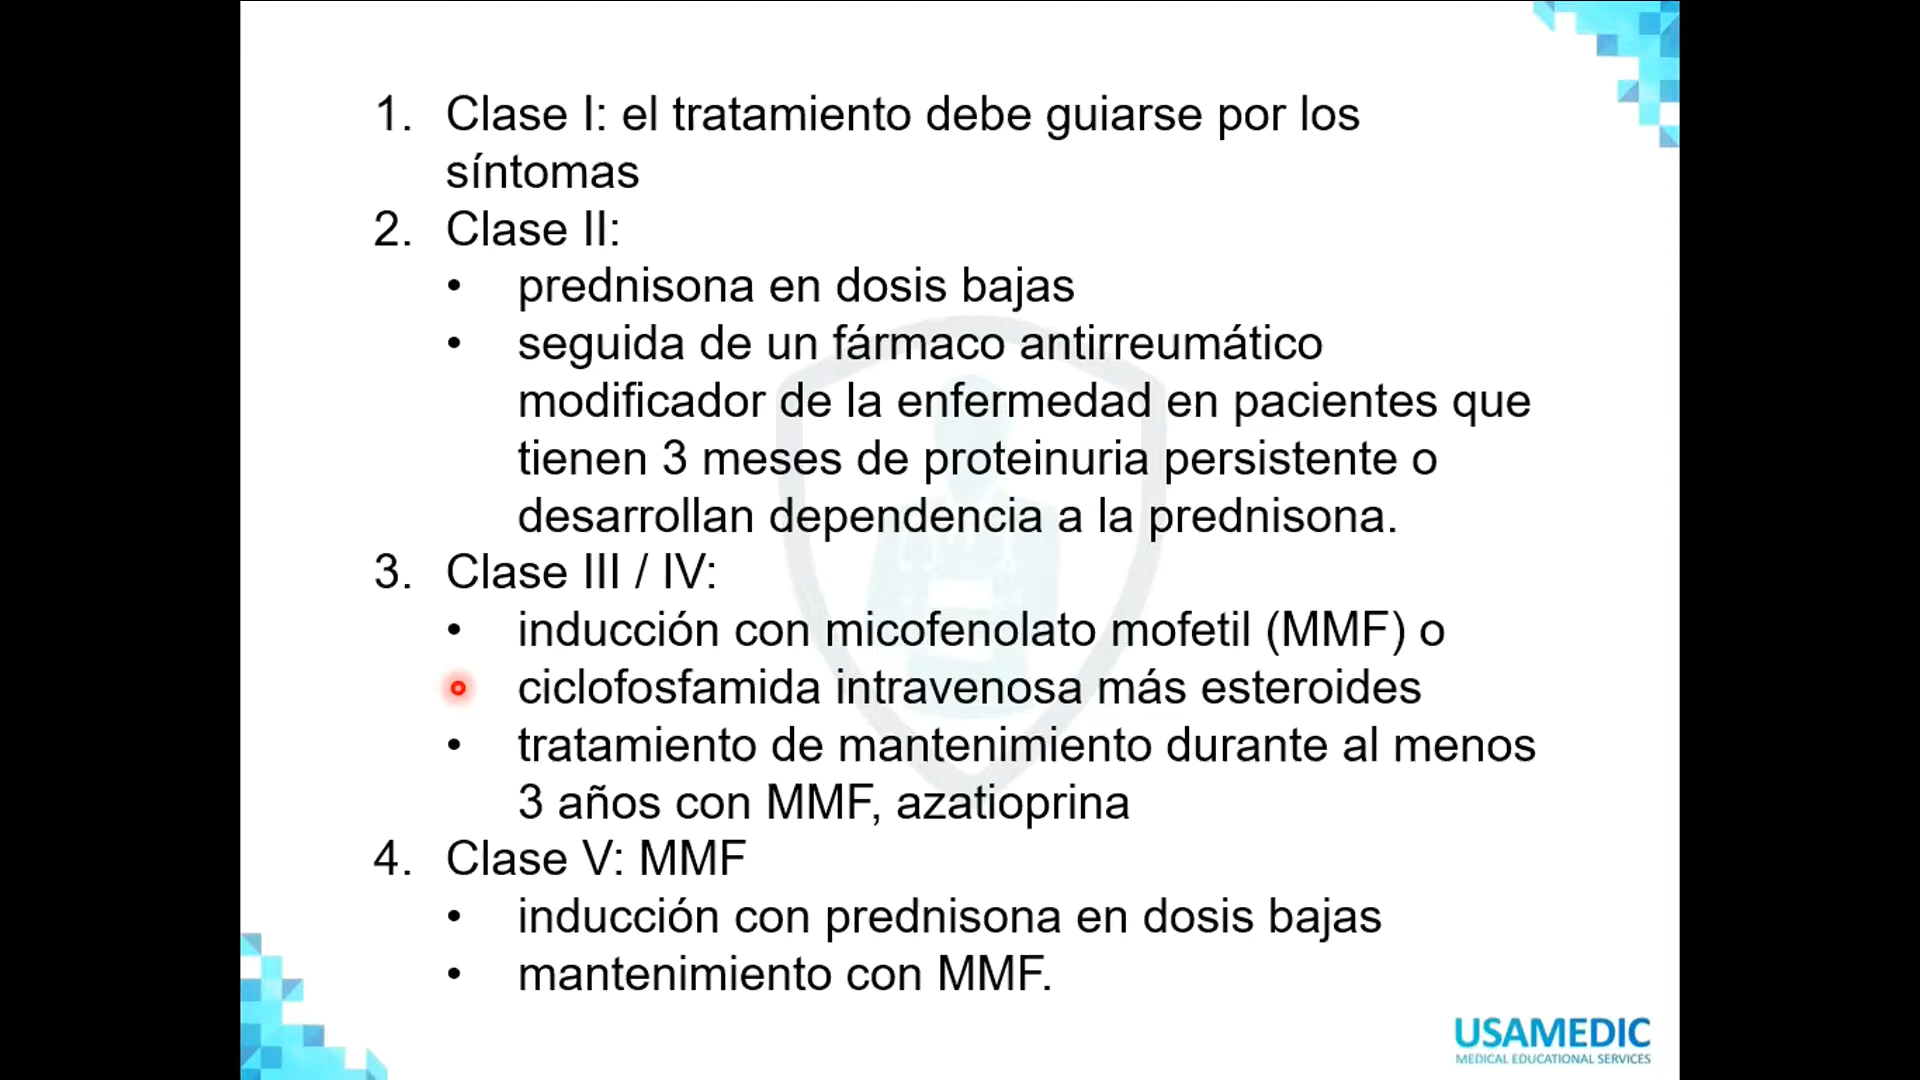 1. Clase I: el tratamiento debe guiarse por los
síntomas
2. Clase II:
• prednisona en dosis bajas
• seguida de un fármaco antirreumático
modificador de la enfermedad en pacientes que
tienen 3 meses de proteinuria persistente o
desarrollan dependencia a la prednisona.
3. Clase III / IV:
• inducción con micofenolato mofetil (MMF) o
ciclofosfamida intravenosa más esteroides
• tratamiento de mantenimiento durante al menos
3 años con MMF, azatioprina
4. Clase V: MMF
• inducción con prednisona en dosis bajas
• mantenimiento con MMF.
USAMEDIC
MEDICAL EDUCATIONAL SERVICES